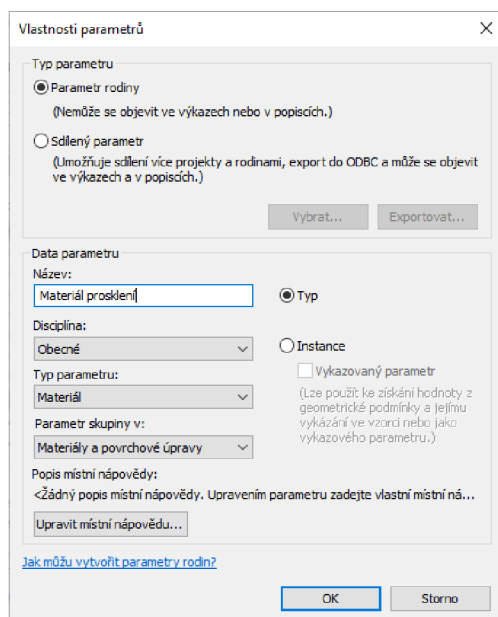 Vlastnosti parametrů
Typ parametru
Parametr rodiny
(Nemůže se objevit ve výkazech nebo v popiscích.)
Sdílený parametr
(Umožňuje sdílení více projekty a rodinami, export do ODBC a může se objevit
ve výkazech a v popiscích.)
Vybrat...
Exportovat...
Data parametru
Název:
Materiál prosklení
Typ
Disciplína:
Obecné
Instance
Vykazovaný parametr
Typ parametru:
Materiál
(Lze použít ke získání hodnoty z
geometrické podmínky a jejímu
vykázání ve vzorci nebo jako
vykazového parametru.)
Parametr skupiny v:
Materiály a povrchové úpravy
Popis místní nápovědy:
<Žádný popis místní nápovědy. Upravením parametru zadejte vlastní místní ná...
Upravit místní nápovědu...
Jak můžu vytvořit parametry rodin?
OK
Storno